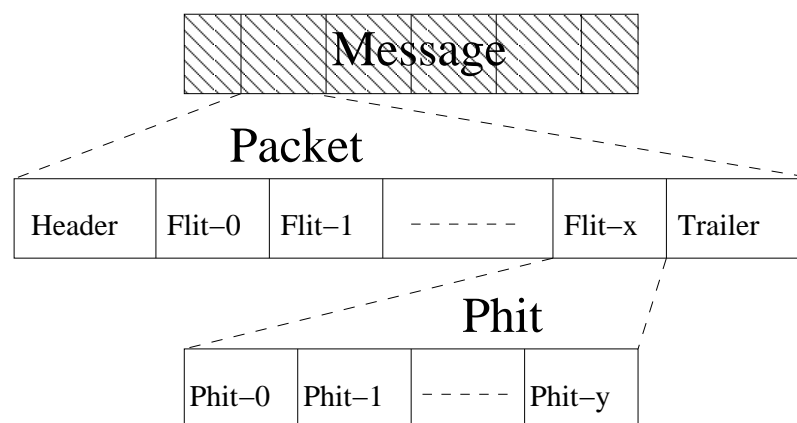 Message
Packet
Header Flit−0 Flit−1 Flit−x Trailer
Phit
Phit−0 Phit−1 Phit−y